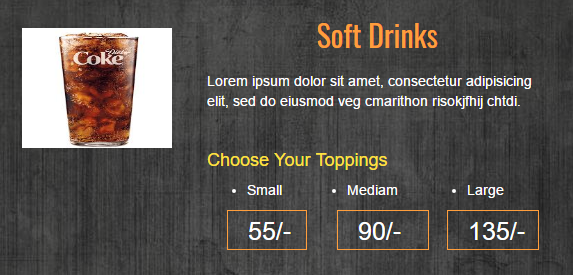 Diet
Coke
Soft Drinks
Lorem ipsum dolor sit amet, consectetur adipisicing
elit, sed do eiusmod veg cmarithon risokjfhij chtdi.
Choose Your Toppings
Small
Mediam
Large
55/-
90/-
135/-